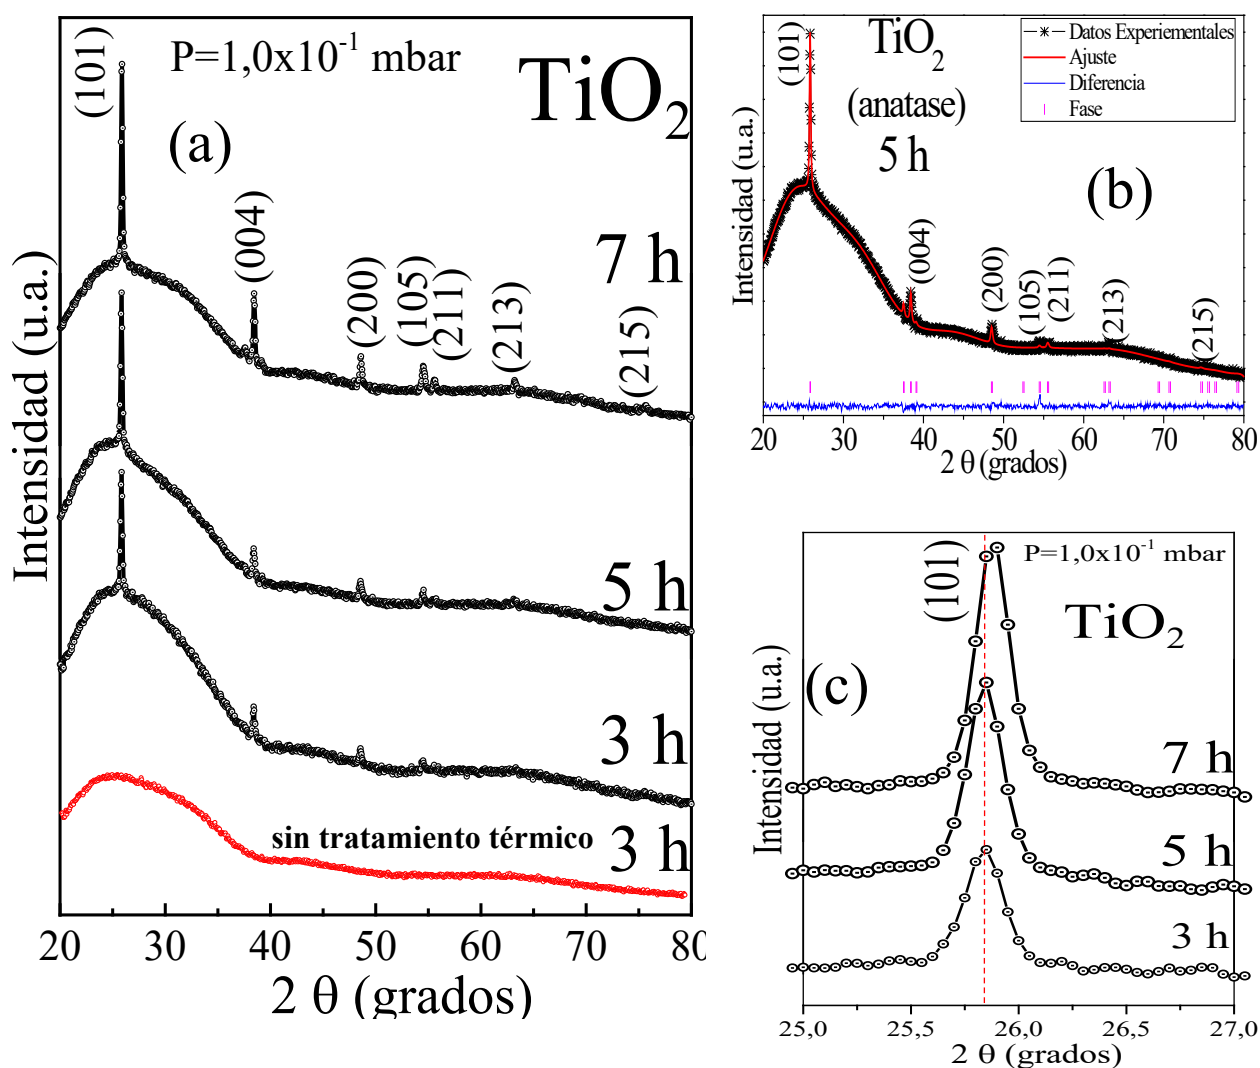 P=1,0x10⁻¹ mbar
TiO₂
(a)
(101)
(004)
(200)
(105)
(211)
(213)
(215)
7 h
5 h
3 h
sin tratamiento térmico
3 h
Intensidad (u.a.)
20 30 40 50 60 70 80
2 θ (grados)
TiO₂
(anatase)
5 h
(b)
Datos Experiementales
Ajuste
Diferencia
Fase
(101)
(004)
(200)
(105)
(211)
(213)
(215)
Intensidad (u.a.)
20 30 40 50 60 70 80
2 θ (grados)
P=1,0x10⁻¹ mbar
(101)
TiO₂
(c)
7 h
5 h
3 h
Intensidad (u.a.)
25,0 25,5 26,0 26,5 27,0
2 θ (grados)